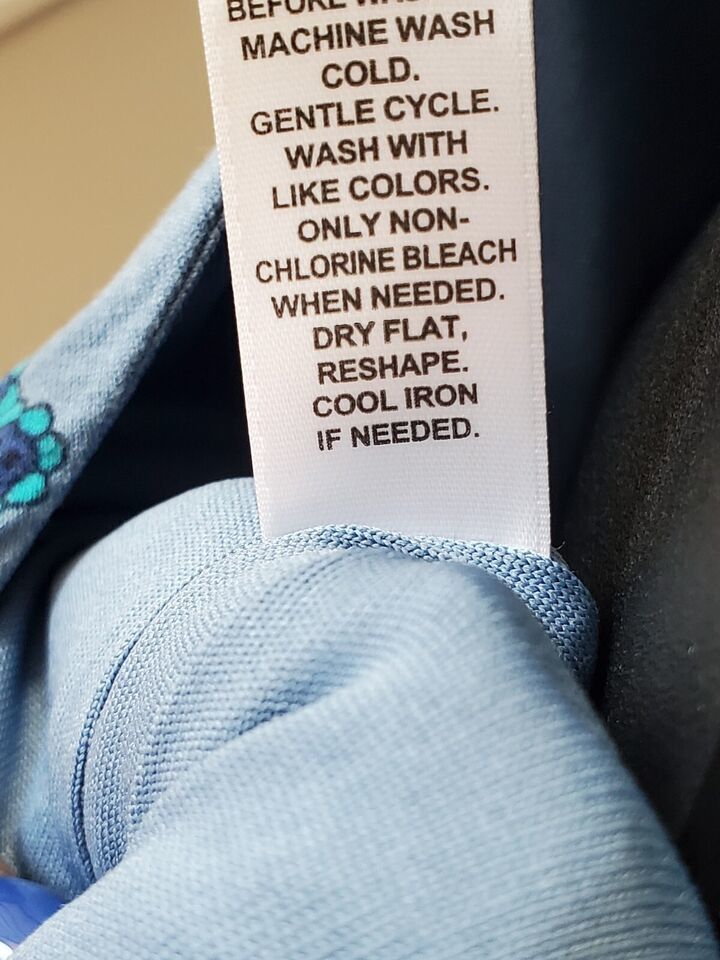 BEFORE
MACHINE WASH
COLD.
GENTLE CYCLE.
WASH WITH
LIKE COLORS.
ONLY NON-
CHLORINE BLEACH
WHEN NEEDED.
DRY FLAT,
RESHAPE.
COOL IRON
IF NEEDED.